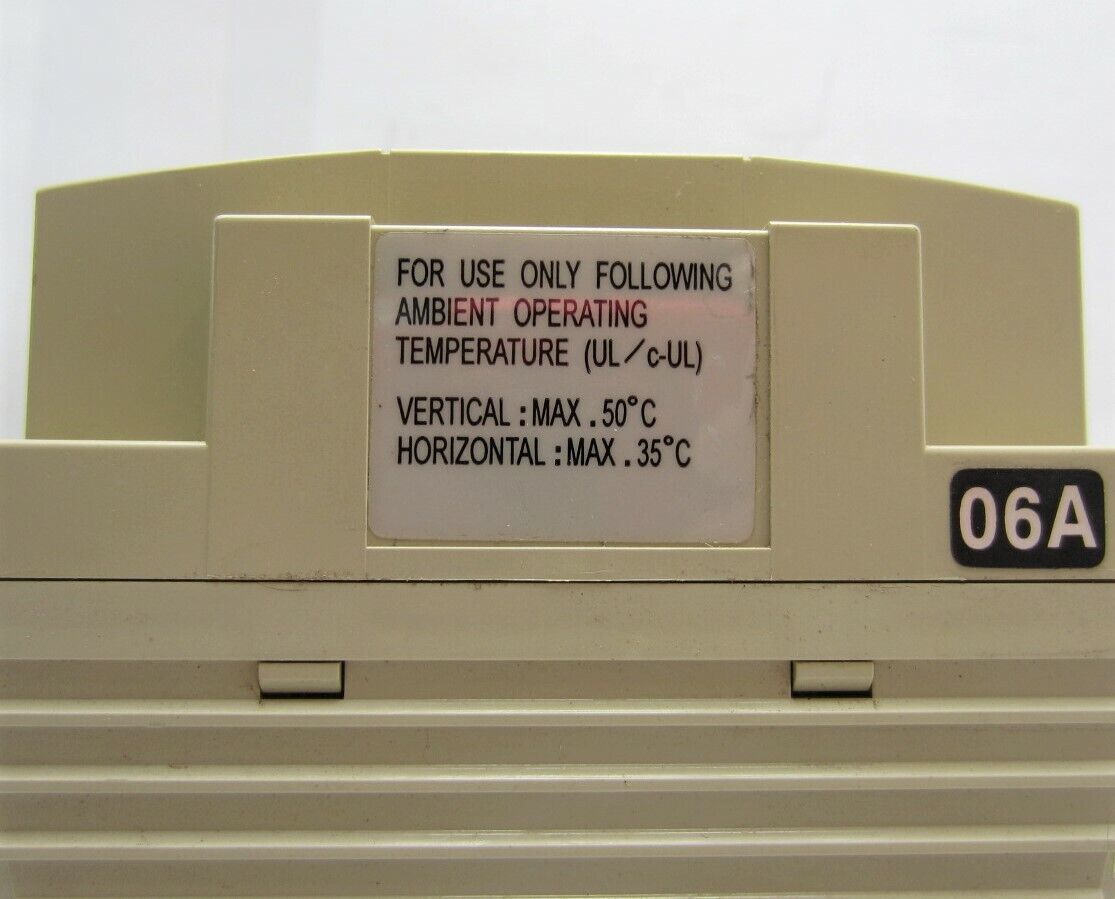 FOR USE ONLY FOLLOWING
AMBIENT OPERATING
TEMPERATURE (UL/c-UL)
VERTICAL : MAX . 50°C
HORIZONTAL : MAX . 35°C
06A